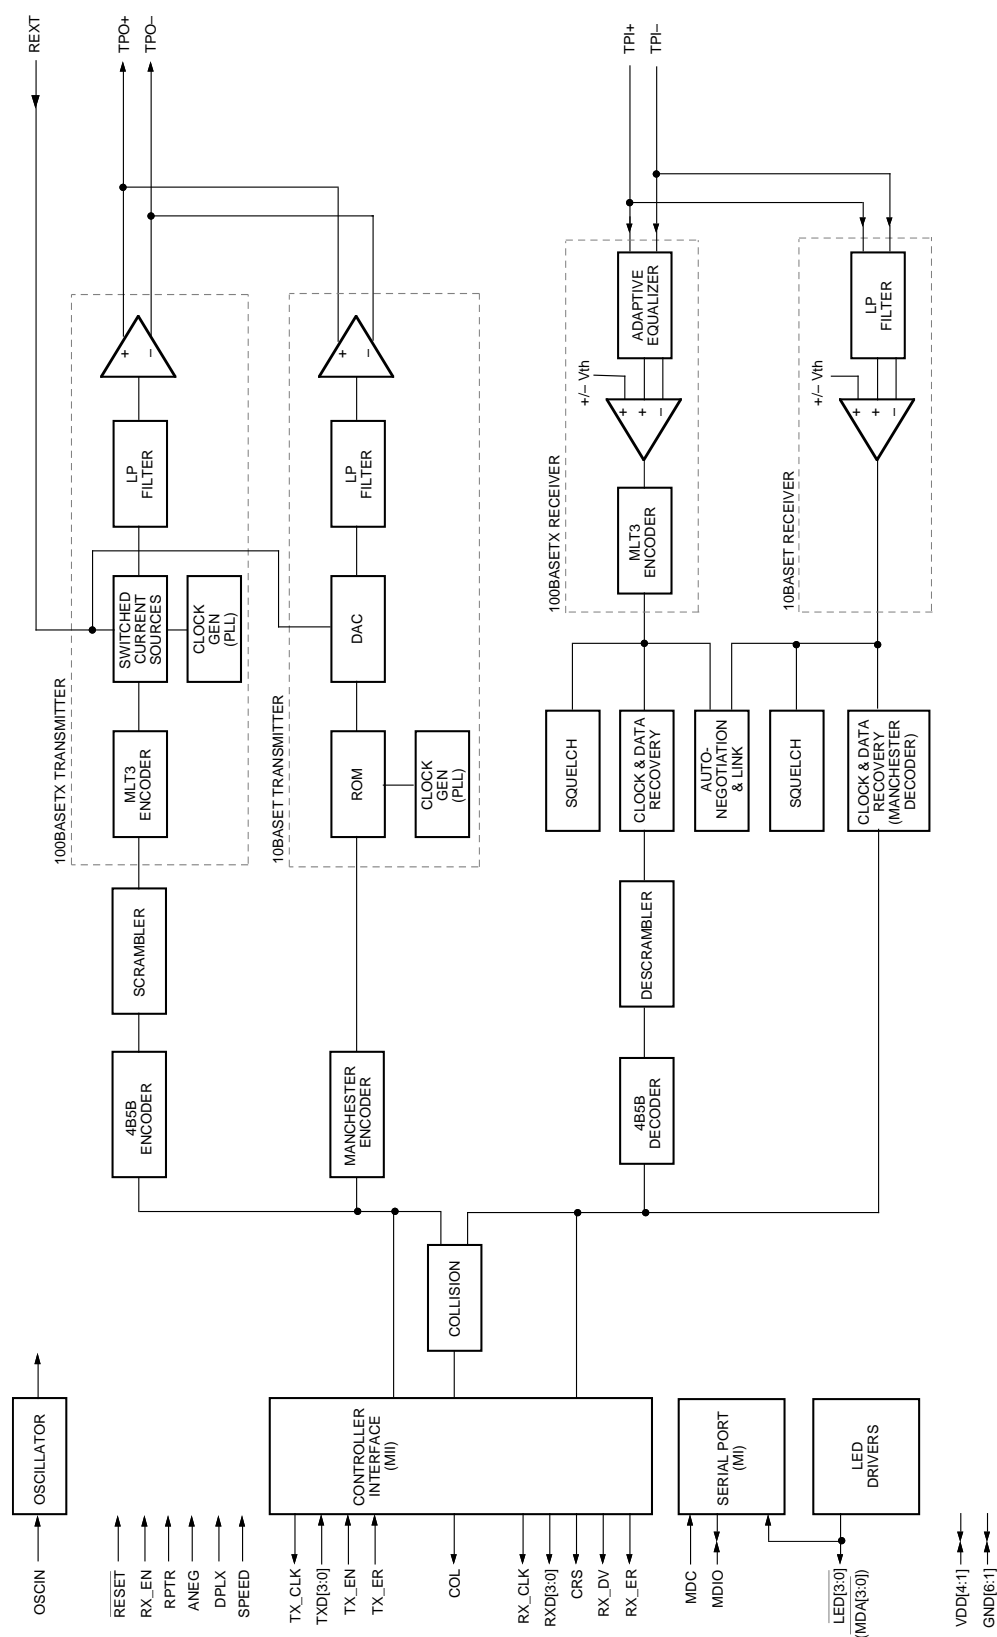 REXT
TPO+
TPO–
TPI+
TPI–
100BASETX TRANSMITTER
+
–
LP
FILTER
SWITCHED
CURRENT
SOURCES
CLOCK
GEN
(PLL)
MLT3
ENCODER
SCRAMBLER
4B5B
ENCODER
10BASET TRANSMITTER
+
–
LP
FILTER
DAC
ROM
CLOCK
GEN
(PLL)
MANCHESTER
ENCODER
100BASETX RECEIVER
ADAPTIVE
EQUALIZER
+/– Vth
+
+
–
MLT3
ENCODER
SQUELCH
CLOCK & DATA
RECOVERY
AUTO-
NEGOTIATION
& LINK
DESCRAMBLER
4B5B
DECODER
10BASET RECEIVER
LP
FILTER
+/– Vth
+
+
–
SQUELCH
CLOCK & DATA
RECOVERY
(MANCHESTER
DECODER)
COLLISION
OSCILLATOR
CONTROLLER
INTERFACE
(MII)
SERIAL PORT
(MI)
LED
DRIVERS
OSCIN
RESET
RX_EN
RPTR
ANEG
DPLX
SPEED
TX_CLK
TXD[3:0]
TX_EN
TX_ER
COL
RX_CLK
RXD[3:0]
CRS
RX_DV
RX_ER
MDC
MDIO
LED[3:0]
(MDA[3:0])
VDD[4:1]
GND[6:1]